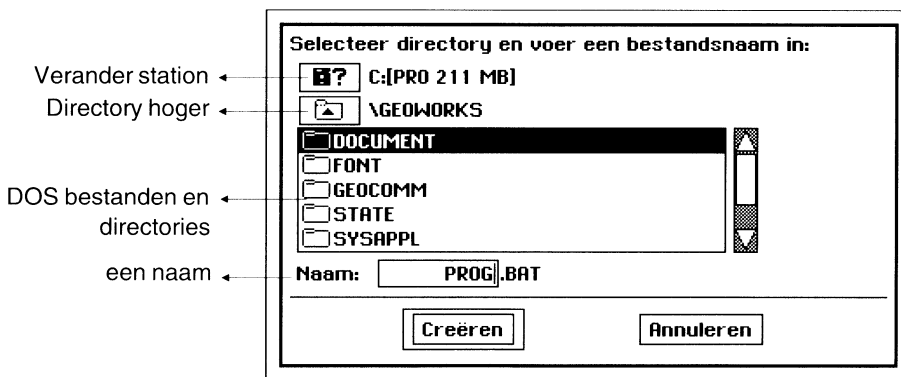 Selecteer directory en voer een bestandsnaam in:
Verander station
? C:[PRO 211 MB]
Directory hoger
\GEOWORKS
DOCUMENT
FONT
GEOCOMM
STATE
SYSAPPL
DOS bestanden en
directories
een naam
Naam: PROG.BAT
Creëren
Annuleren